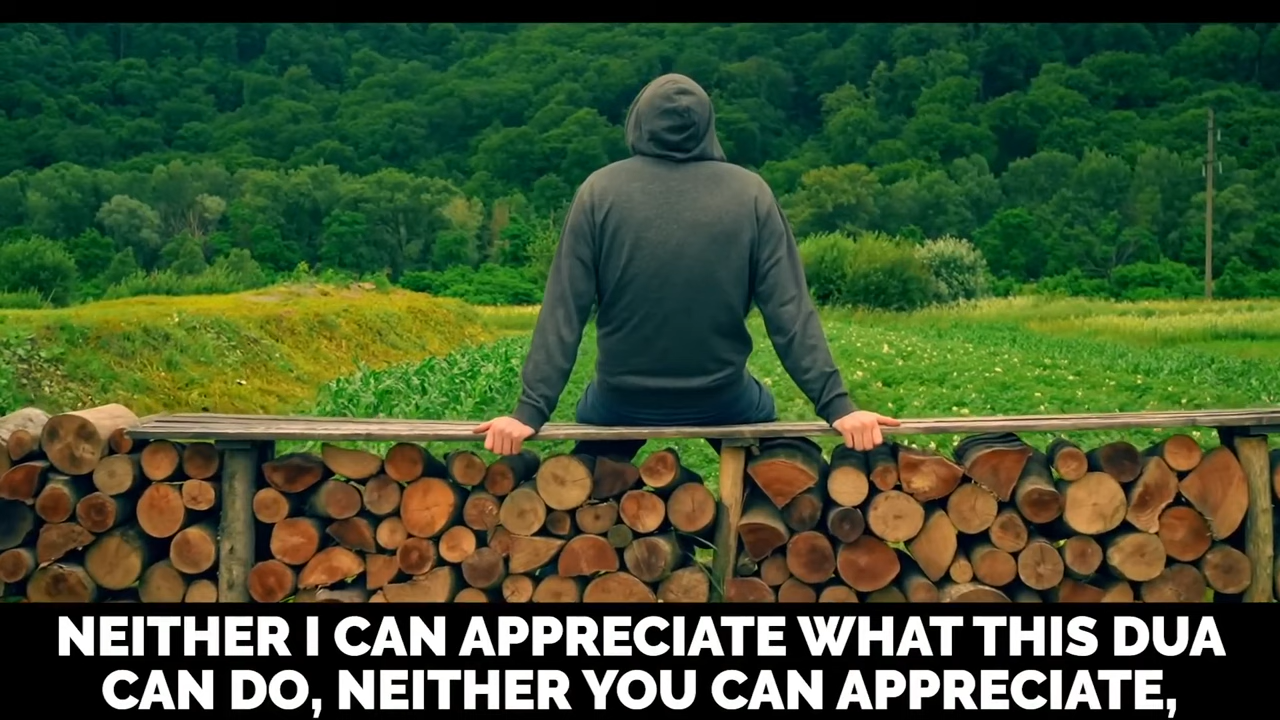 NEITHER I CAN APPRECIATE WHAT THIS DUA
CAN DO, NEITHER YOU CAN APPRECIATE,